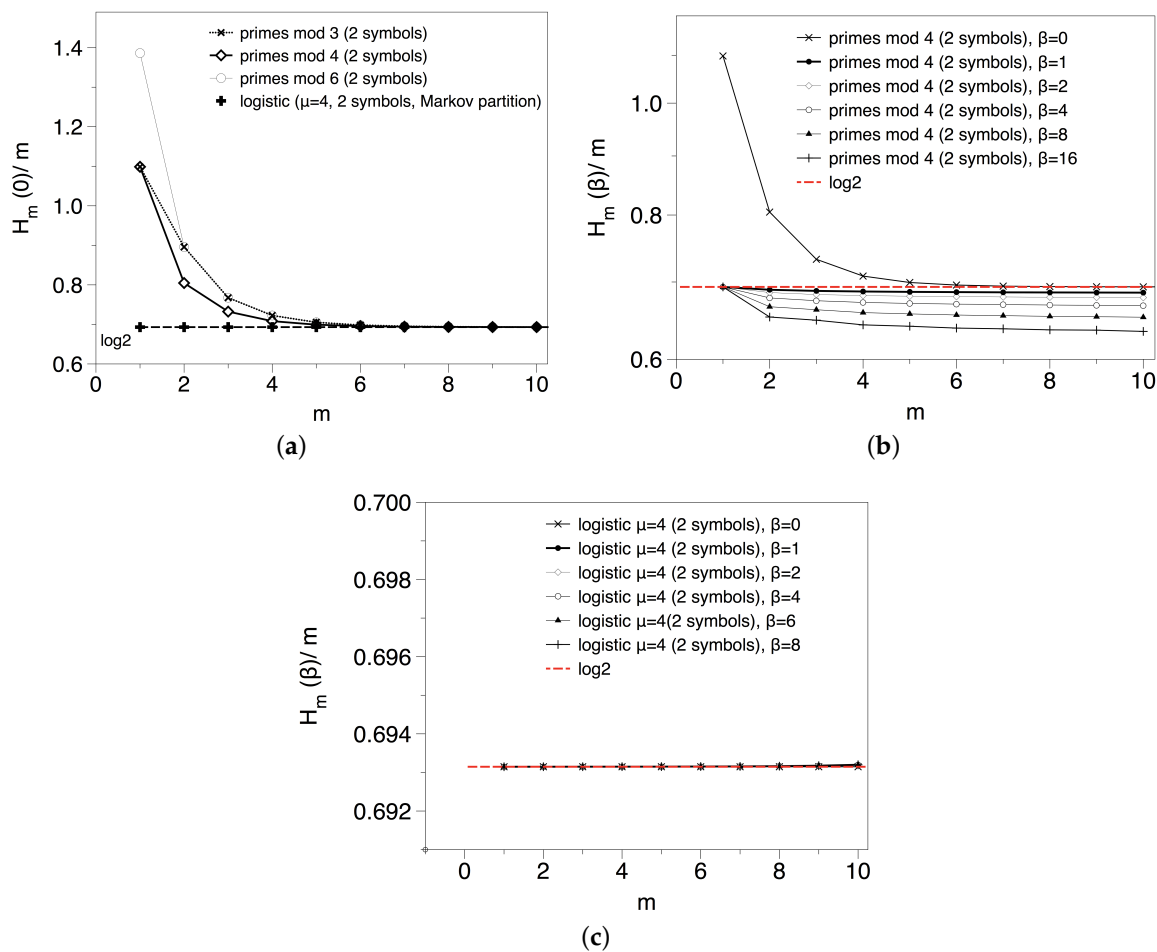 primes mod 3 (2 symbols)
primes mod 4 (2 symbols)
primes mod 6 (2 symbols)
logistic (μ=4, 2 symbols, Markov partition)
1.4
1.2
1.0
0.8
0.6
log2
H_m (0)/ m
0 2 4 6 8 10
m
(a)
primes mod 4 (2 symbols), β=0
primes mod 4 (2 symbols), β=1
primes mod 4 (2 symbols), β=2
primes mod 4 (2 symbols), β=4
primes mod 4 (2 symbols), β=8
primes mod 4 (2 symbols), β=16
log2
1.0
0.8
0.6
H_m (β)/ m
0 2 4 6 8 10
m
(b)
0.700
0.698
0.696
0.694
0.692
H_m (β)/ m
logistic μ=4 (2 symbols), β=0
logistic μ=4 (2 symbols), β=1
logistic μ=4 (2 symbols), β=2
logistic μ=4 (2 symbols), β=4
logistic μ=4(2 symbols), β=6
logistic μ=4 (2 symbols), β=8
log2
0 2 4 6 8 10
m
(c)